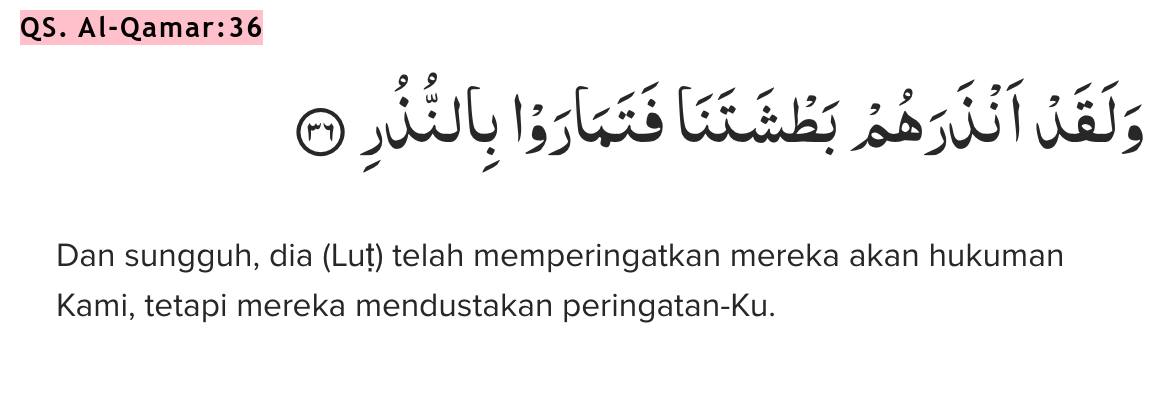 QS. Al-Qamar:36
وَلَقَدْ اَنْذَرَهُمْ بَطْشَتَنَا فَتَمَارَوْا بِالنُّذُرِ ٣٦
Dan sungguh, dia (Luṭ) telah memperingatkan mereka akan hukuman
Kami, tetapi mereka mendustakan peringatan-Ku.